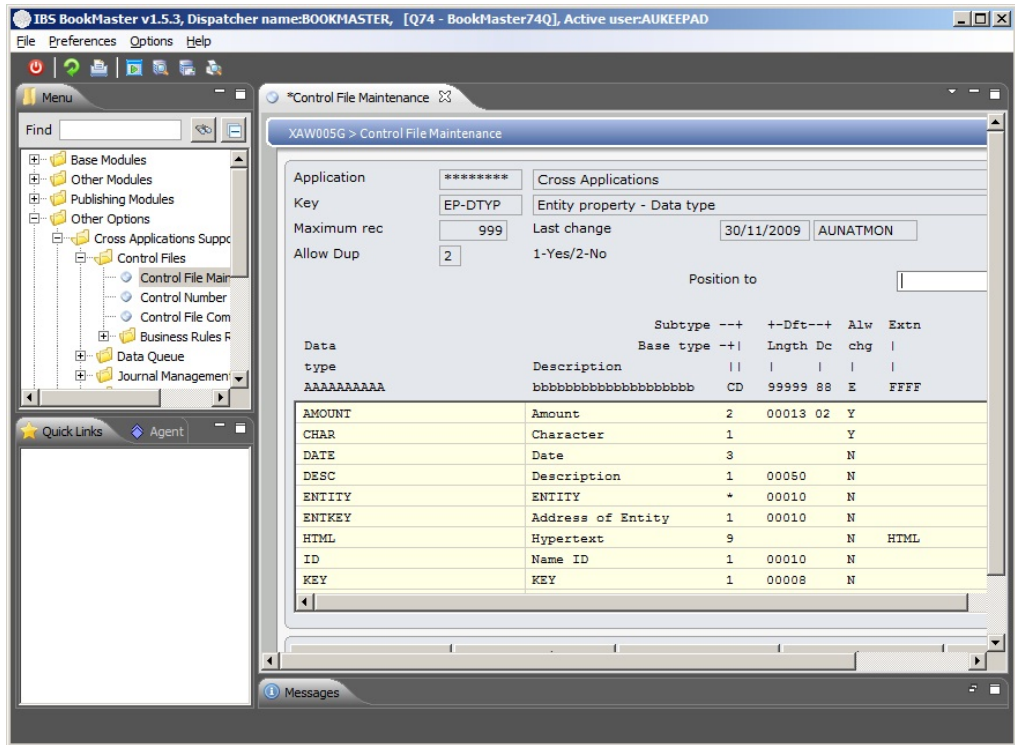 IBS BookMaster v1.5.3, Dispatcher name:BOOKMASTER, [Q74 - BookMaster74Q], Active user:AUKEEPAD
File Preferences Options Help
Menu
Find
Base Modules
Other Modules
Publishing Modules
Other Options
Cross Applications Suppo
Control Files
Control File Main
Control Number
Control File Com
Business Rules R
Data Queue
Journal Management
Quick Links Agent
*Control File Maintenance
XAW005G > Control File Maintenance
Application ******** Cross Applications
Key EP-DTYP Entity property - Data type
Maximum rec 999 Last change 30/11/2009 AUNATMON
Allow Dup 2 1-Yes/2-No
Position to
Subtype --+ +-Dft--+ Alw Extn
Data Base type -+| Lngth Dc chg |
type Description || | | | |
AAAAAAAAAA bbbbbbbbbbbbbbbbbbbb CD 99999 88 E FFFF
AMOUNT Amount 2 00013 02 Y
CHAR Character 1 Y
DATE Date 3 N
DESC Description 1 00050 N
ENTITY ENTITY * 00010 N
ENTKEY Address of Entity 1 00010 N
HTML Hypertext 9 N HTML
ID Name ID 1 00010 N
KEY KEY 1 00008 N
Messages